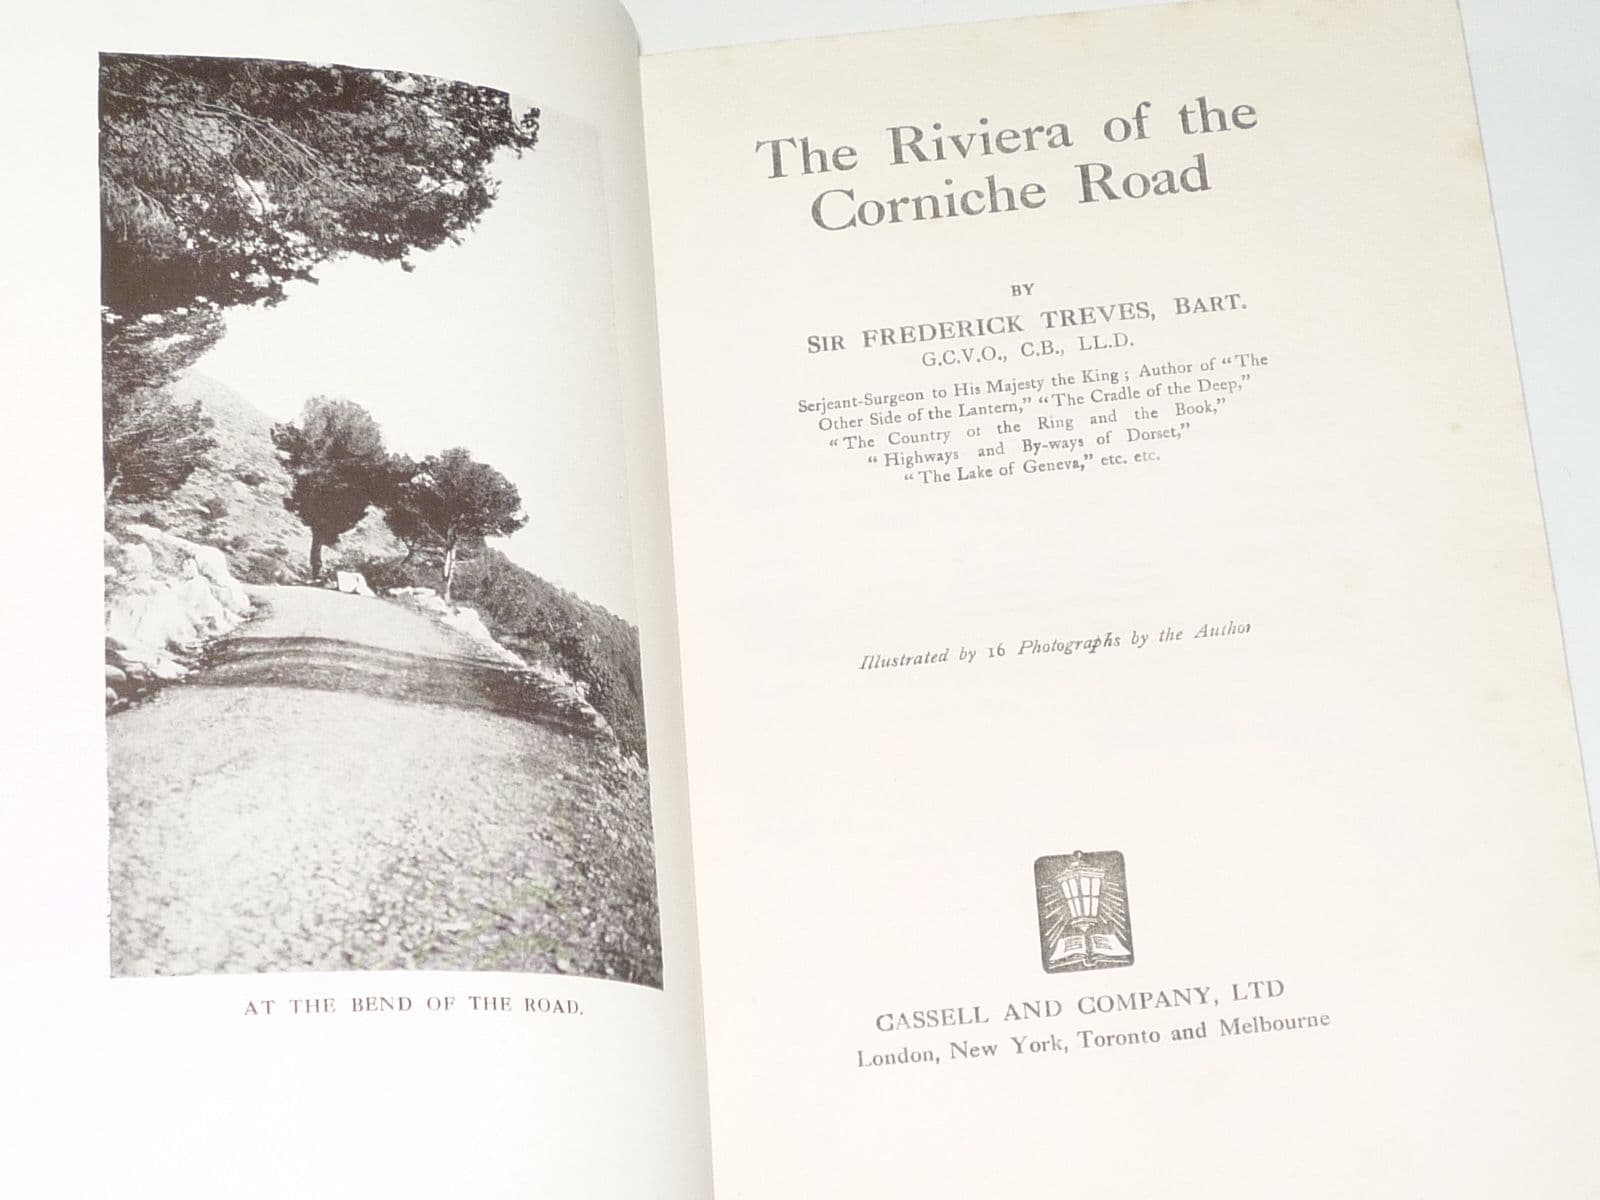 AT THE BEND OF THE ROAD.
The Riviera of the
Corniche Road
BY
SIR FREDERICK TREVES, BART.
G.C.V.O., C.B., LL.D.
Serjeant-Surgeon to His Majesty the King; Author of “The
Other Side of the Lantern,” “The Cradle of the Deep,”
“The Country of the Ring and the Book,”
“Highways and By-ways of Dorset,”
“The Lake of Geneva,” etc. etc.
Illustrated by 16 Photographs by the Author
CASSELL AND COMPANY, LTD
London, New York, Toronto and Melbourne